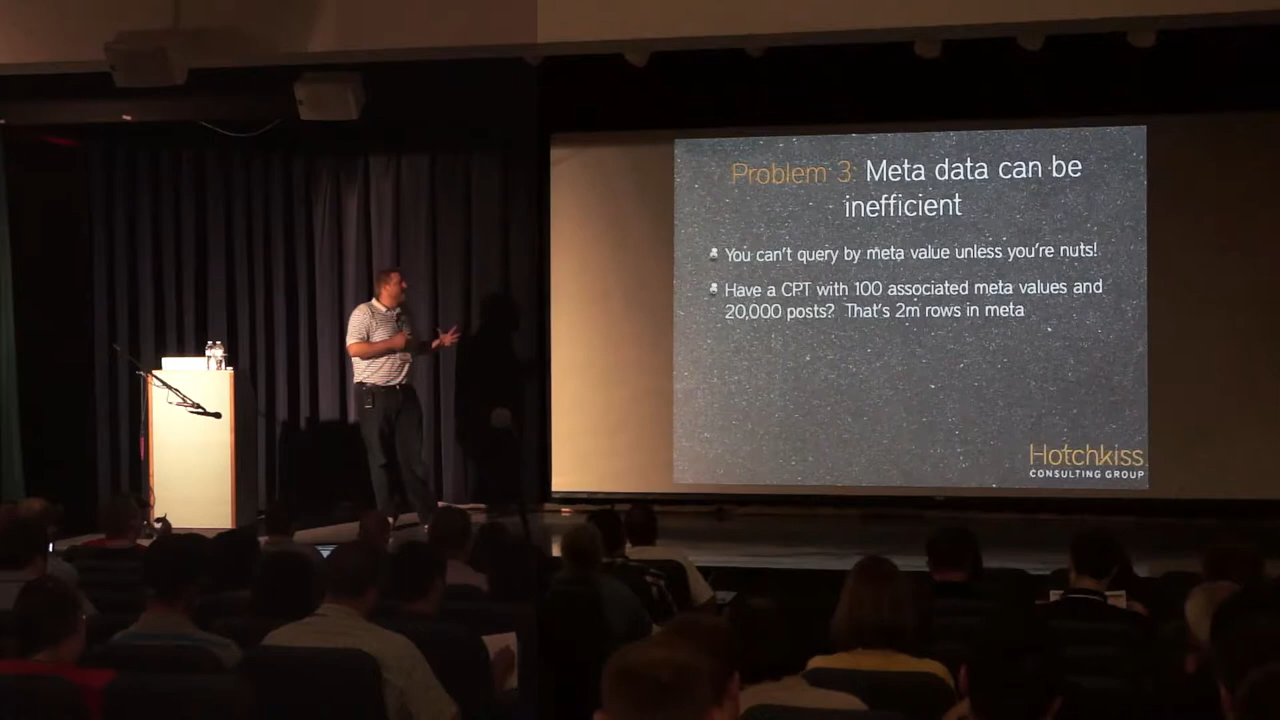 Problem 3: Meta data can be
inefficient
You can't query by meta value unless you're nuts!
Have a CPT with 100 associated meta values and
20,000 posts? That's 2m rows in meta
Hotchkiss
CONSULTING GROUP